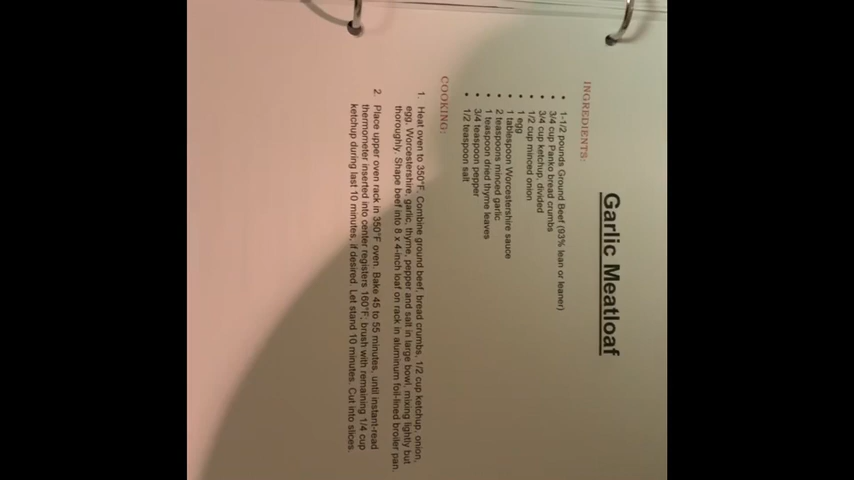 Garlic Meatloaf
INGREDIENTS:
• 1-1/2 pounds Ground Beef (93% lean or leaner)
• 3/4 cup Panko bread crumbs
• 3/4 cup ketchup, divided
• 1/2 cup minced onion
• 1 egg
• 1 tablespoon Worcestershire sauce
• 2 teaspoons minced garlic
• 1 teaspoon dried thyme leaves
• 3/4 teaspoon pepper
• 1/2 teaspoon salt
COOKING:
1. Heat oven to 350°F. Combine ground beef, bread crumbs, 1/2 cup ketchup, onion,
egg, Worcestershire, garlic, thyme, pepper and salt in large bowl, mixing lightly but
thoroughly. Shape beef into 8 x 4-inch loaf on rack in aluminum foil-lined broiler pan.
2. Place upper oven rack in 350°F oven. Bake 45 to 55 minutes, until instant-read
thermometer inserted into center registers 160°F; brush with remaining 1/4 cup
ketchup during last 10 minutes, if desired. Let stand 10 minutes. Cut into slices.